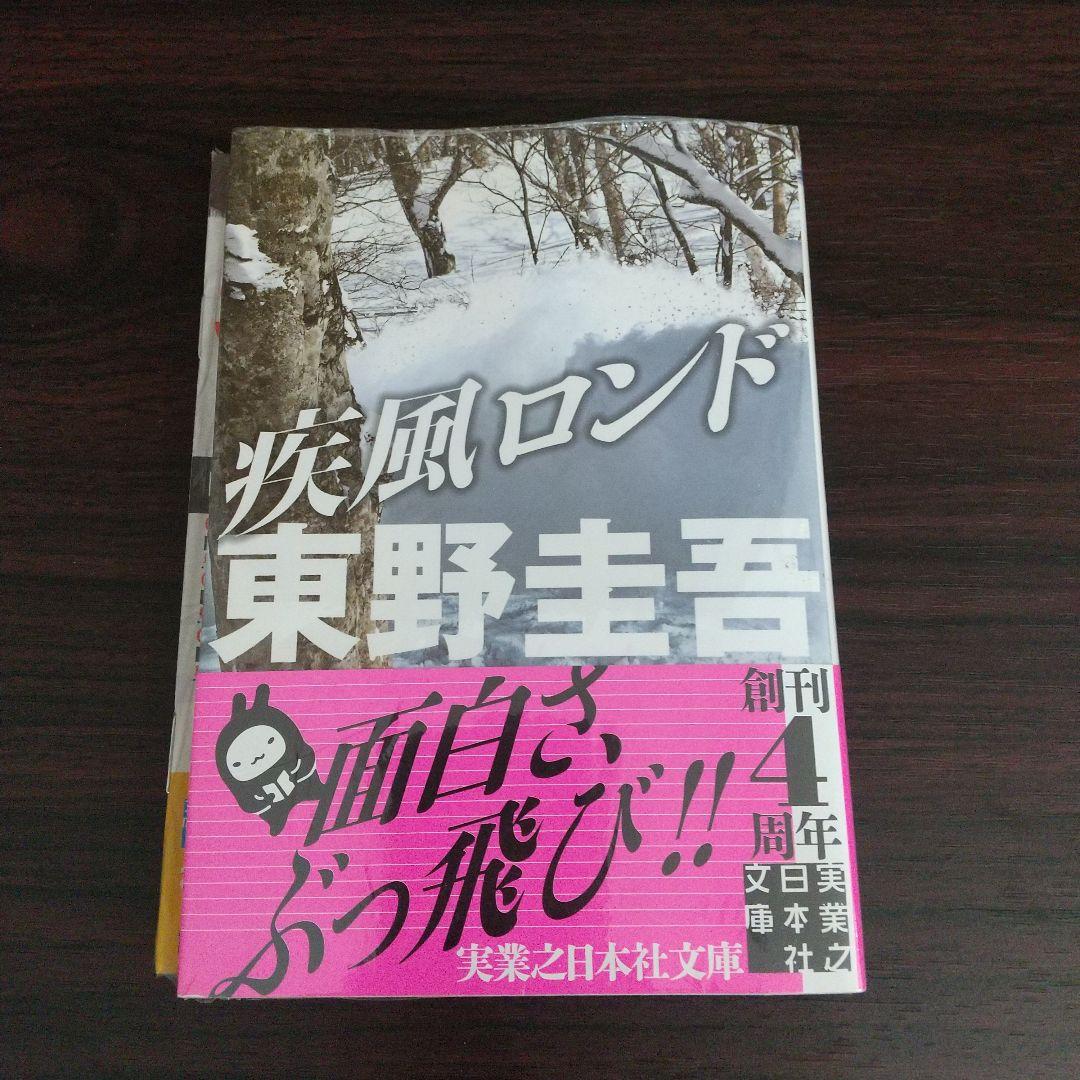 疾風ロンド
東野圭吾
面白さ、
ぶっ飛び!!
創刊
4
周年
実業之
日本社
文庫
実業之日本社文庫